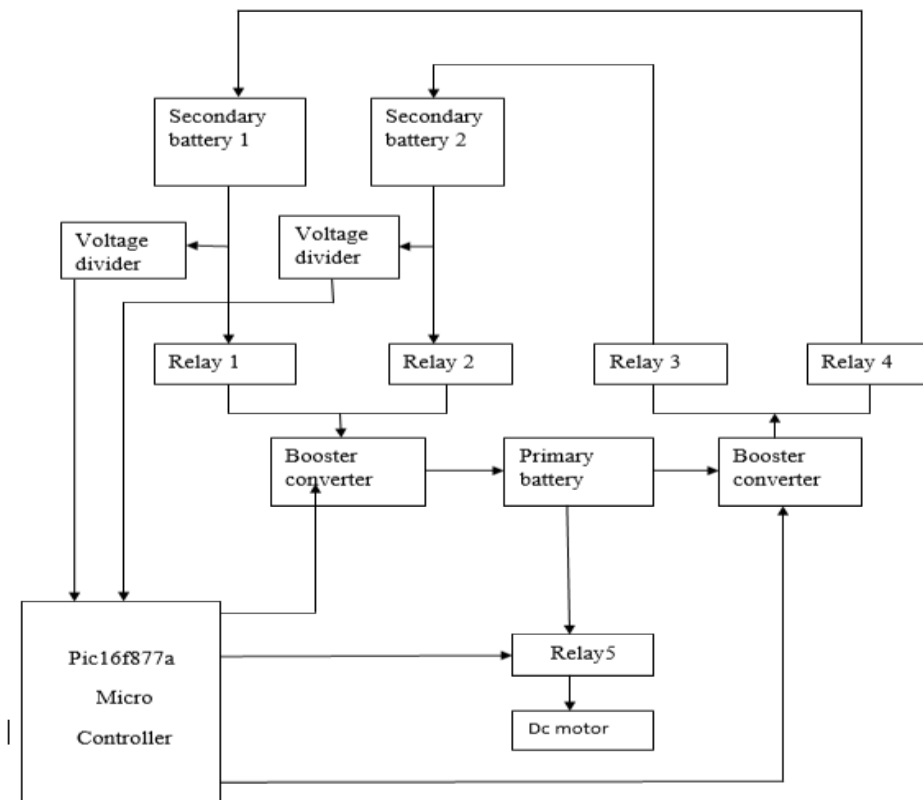 Secondary
battery 1
Secondary
battery 2
Voltage
divider
Voltage
divider
Relay 1
Relay 2
Relay 3
Relay 4
Booster
converter
Primary
battery
Booster
converter
Pic16f877a
Micro
Controller
Relay5
Dc motor